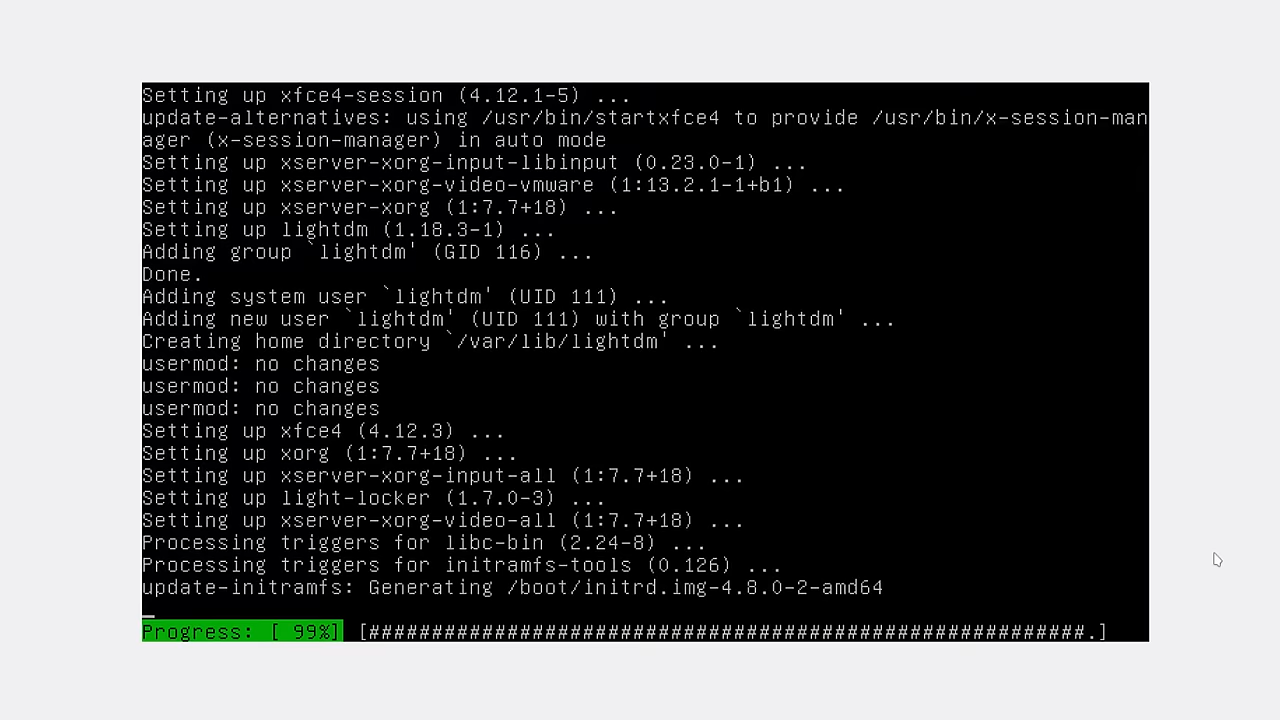 Setting up xfce4-session (4.12.1-5) ...
update-alternatives: using /usr/bin/startxfce4 to provide /usr/bin/x-session-man
ager (x-session-manager) in auto mode
Setting up xserver-xorg-input-libinput (0.23.0-1) ...
Setting up xserver-xorg-video-vmware (1:13.2.1-1+b1) ...
Setting up xserver-xorg (1:7.7+18) ...
Setting up lightdm (1.18.3-1) ...
Adding group `lightdm' (GID 116) ...
Done.
Adding system user `lightdm' (UID 111) ...
Adding new user `lightdm' (UID 111) with group `lightdm' ...
Creating home directory `/var/lib/lightdm' ...
usermod: no changes
usermod: no changes
usermod: no changes
Setting up xfce4 (4.12.3) ...
Setting up xorg (1:7.7+18) ...
Setting up xserver-xorg-input-all (1:7.7+18) ...
Setting up light-locker (1.7.0-3) ...
Setting up xserver-xorg-video-all (1:7.7+18) ...
Processing triggers for libc-bin (2.24-8) ...
Processing triggers for initramfs-tools (0.126) ...
update-initramfs: Generating /boot/initrd.img-4.8.0-2-amd64
Progress: [ 99%] [#########################################################.]